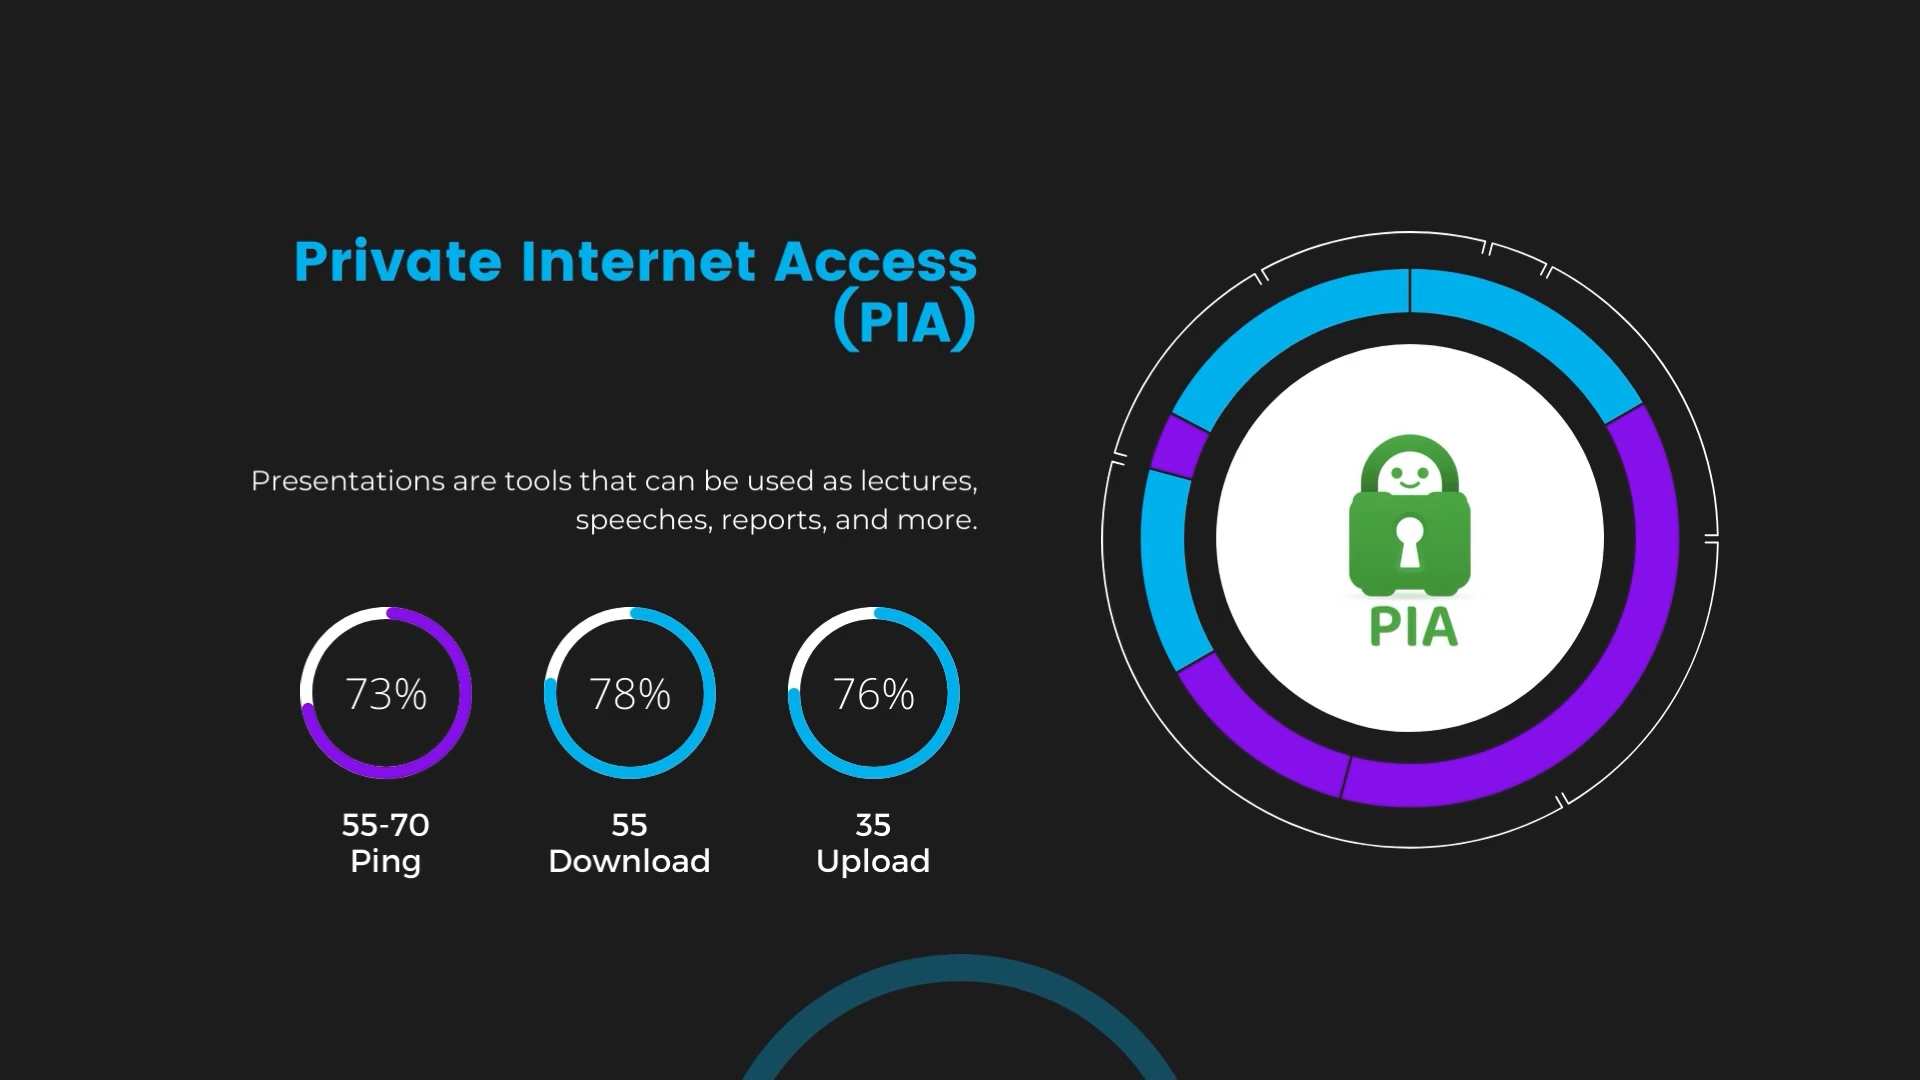 Private Internet Access
(PIA)
Presentations are tools that can be used as lectures,
speeches, reports, and more.
73%
78%
76%
55-70
Ping
55
Download
35
Upload
PIA